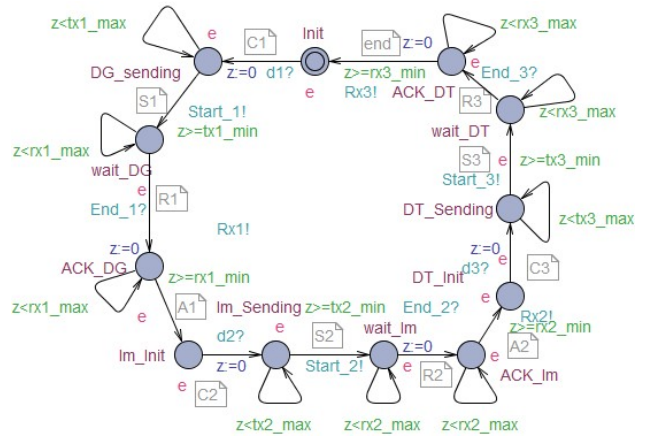 z<tx1_max
e
C1
Init
end
z:=0
z<rx3_max
DG_sending
z:=0
d1?
z>=rx3_min
e
End_3?
e
Rx3!
ACK_DT
S1
Start_1!
R3
z<rx3_max
z>=tx1_min
wait_DT
z<rx1_max
S3
e
z>=tx3_min
wait_DG
Start_3!
e
R1
End_1?
DT_Sending
z<tx3_max
Rx1!
z:=0
z:=0
ACK_DG
z>=rx1_min
e
d3?
C3
DT_Init
z<rx1_max
A1
Im_Sending
z>=tx2_min
End_2?
e
e
e
S2
wait_Im
Rx2!
d2?
z>=rx2_min
Im_Init
z:=0
Start_2!
z:=0
e
A2
e
C2
e
R2
ACK_Im
z<tx2_max
z<rx2_max
z<rx2_max